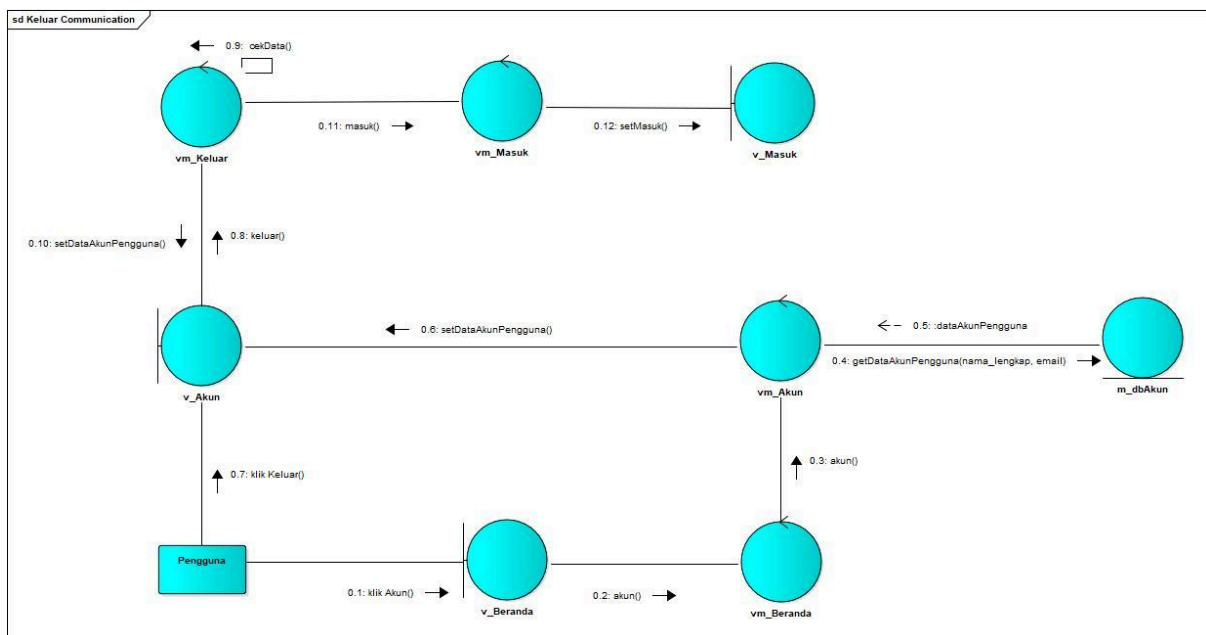 sd Keluar Communication
0.9: cekData()
vm_Keluar
0.11: masuk()
vm_Masuk
0.12: setMasuk()
v_Masuk
0.10: setDataAkunPengguna()
0.8: keluar()
v_Akun
0.6: setDataAkunPengguna()
vm_Akun
0.5: :dataAkunPengguna
0.4: getDataAkunPengguna(nama_lengkap, email)
m_dbAkun
0.7: klik Keluar()
0.3: akun()
Pengguna
0.1: klik Akun()
v_Beranda
0.2: akun()
vm_Beranda